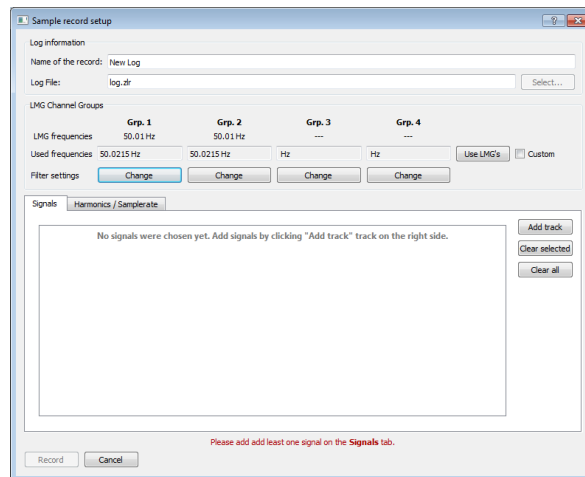 Sample record setup
Log information
Name of the record: New Log
Log File: log.zlr Select...
LMG Channel Groups
Grp. 1 Grp. 2 Grp. 3 Grp. 4
LMG frequencies 50.01 Hz 50.01 Hz --- ---
Used frequencies 50.0215 Hz 50.0215 Hz Hz Hz Use LMG's Custom
Filter settings Change Change Change Change
Signals Harmonics / Samplerate
No signals were chosen yet. Add signals by clicking "Add track" track on the right side.
Add track
Clear selected
Clear all
Please add add least one signal on the Signals tab.
Record Cancel